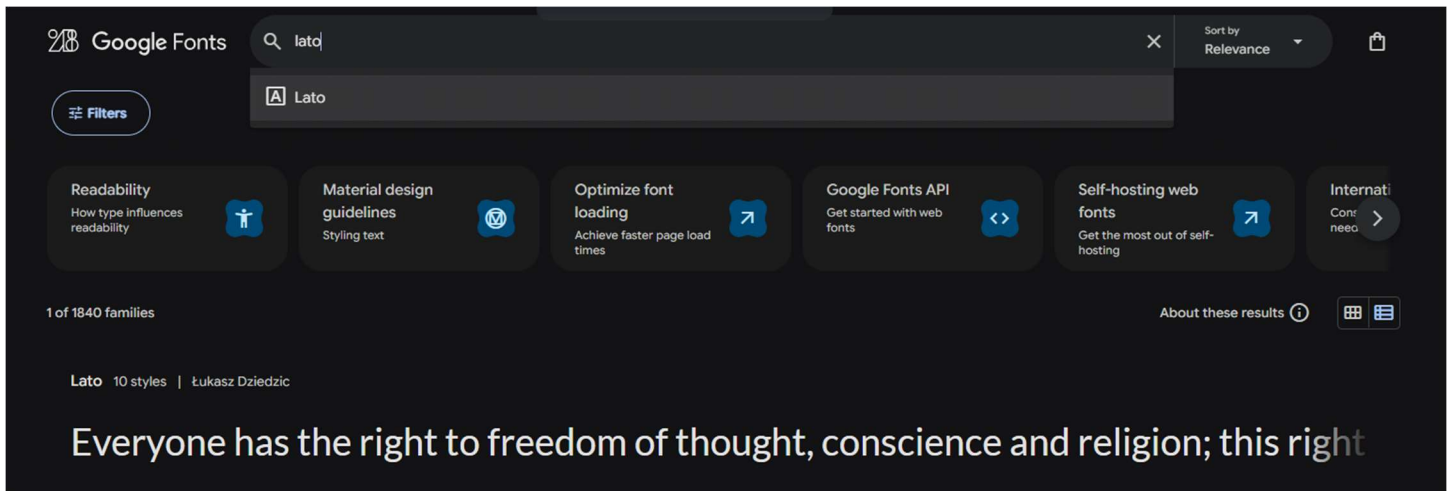 Google Fonts
lato
Sort by
Relevance
Lato
Filters
Readability
How type influences
readability
Material design
guidelines
Styling text
Optimize font
loading
Achieve faster page load
times
Google Fonts API
Get started with web
fonts
Self-hosting web
fonts
Get the most out of self-
hosting
Internati
1 of 1840 families
About these results
Lato 10 styles | Łukasz Dziedzic
Everyone has the right to freedom of thought, conscience and religion; this right